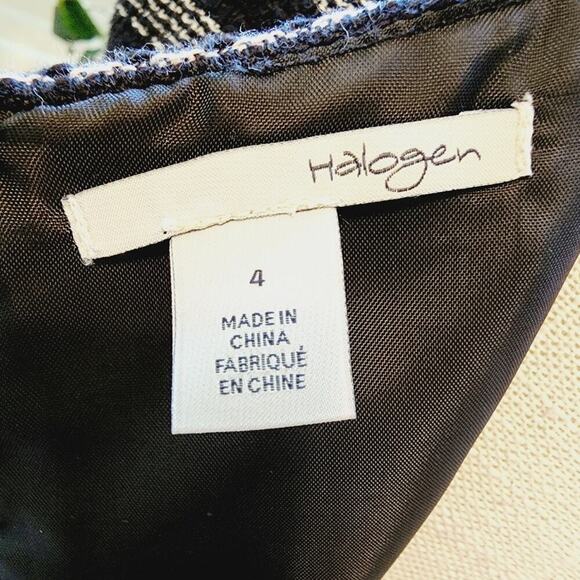 Halogen
4
MADE IN
CHINA
FABRIQUÉ
EN CHINE